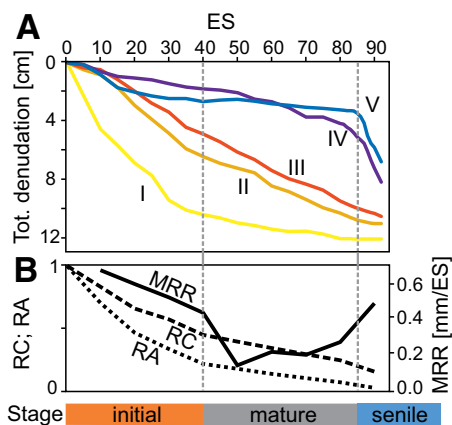 ES
A
0 10 20 30 40 50 60 70 80 90
Tot. denudation [cm]
0
4
8
12
I
II
III
IV
V
B
RC; RA
1
0
MRR
RC
RA
MRR [mm/ES]
0.6
0.4
0.2
0.0
Stage initial mature senile